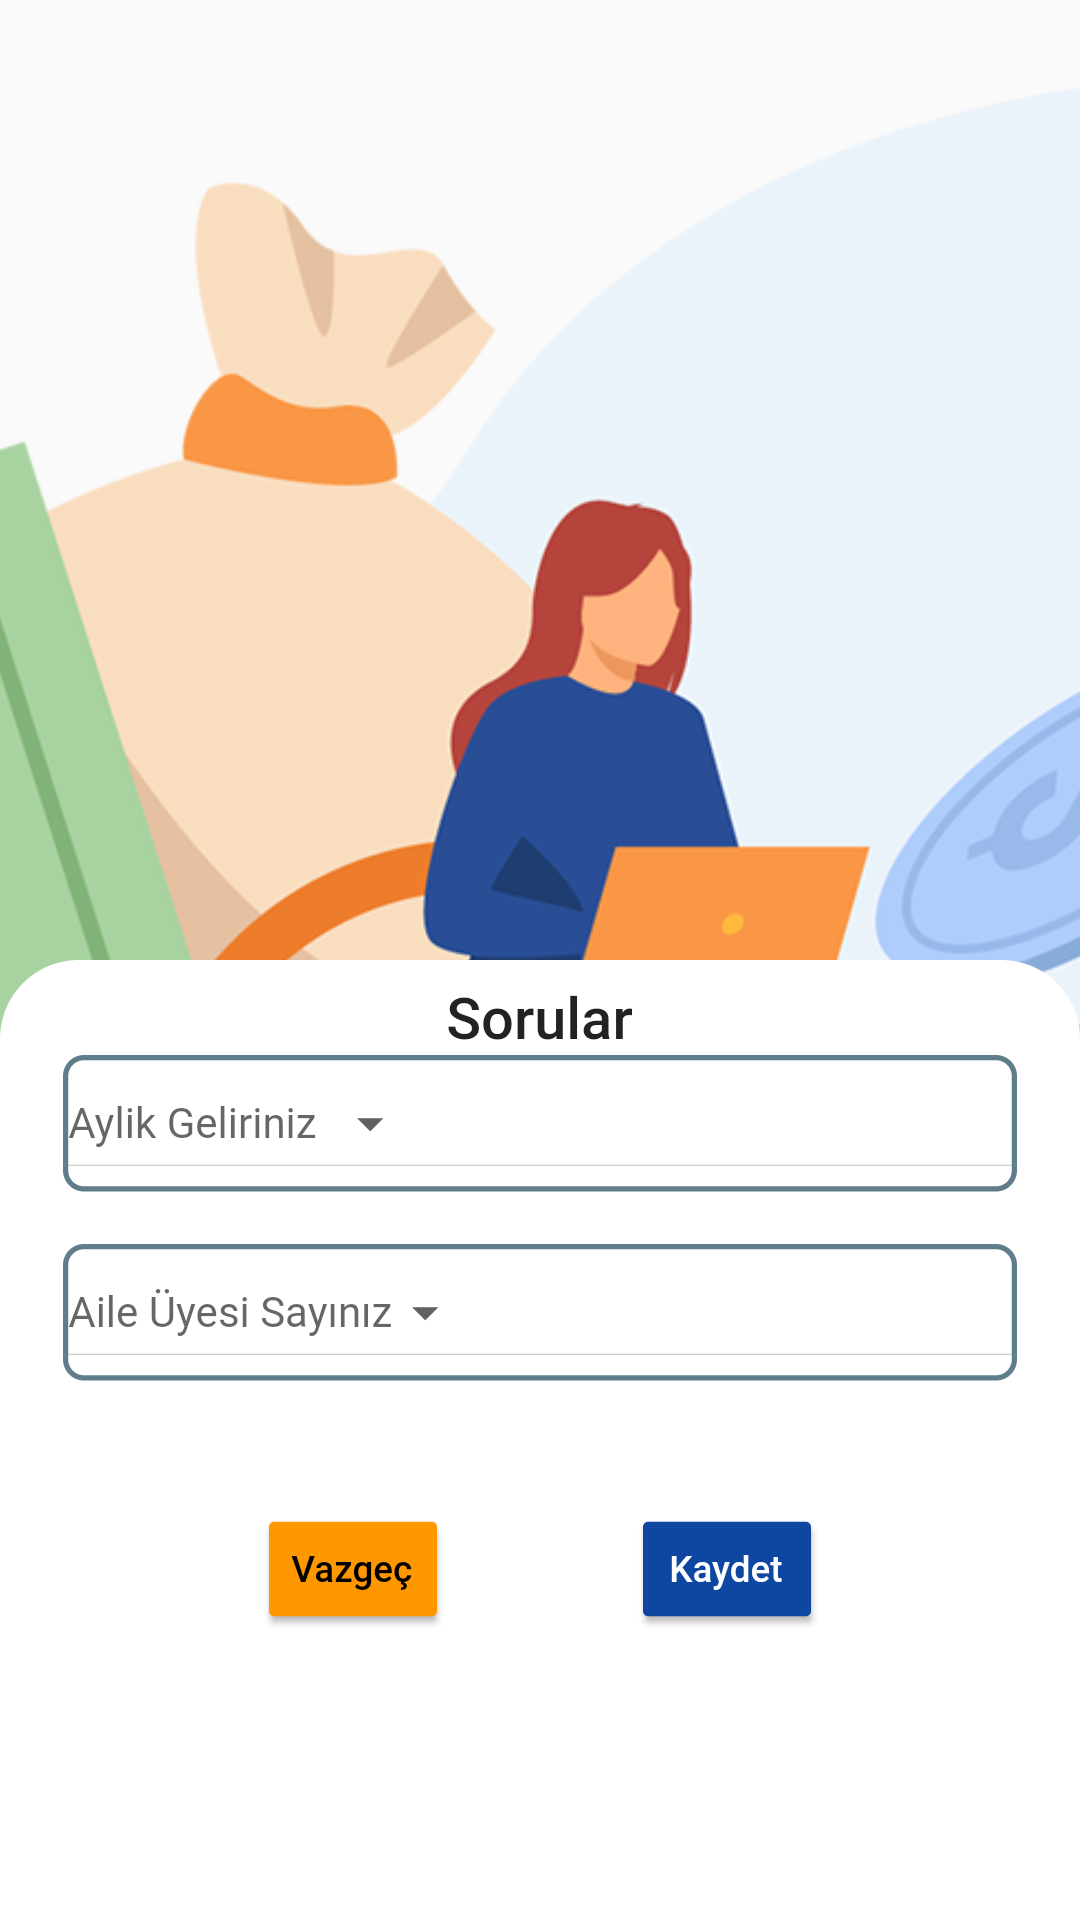 Sorular
Aylik Geliriniz
Aile Üyesi Sayınız
Vazgeç
Kaydet